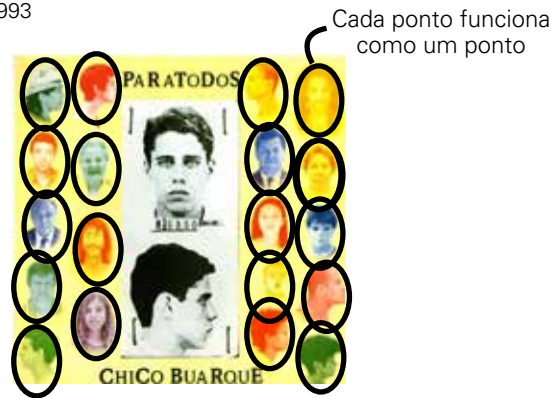 993
Cada ponto funciona
como um ponto
PARATODOS
CHICO BUARQUE